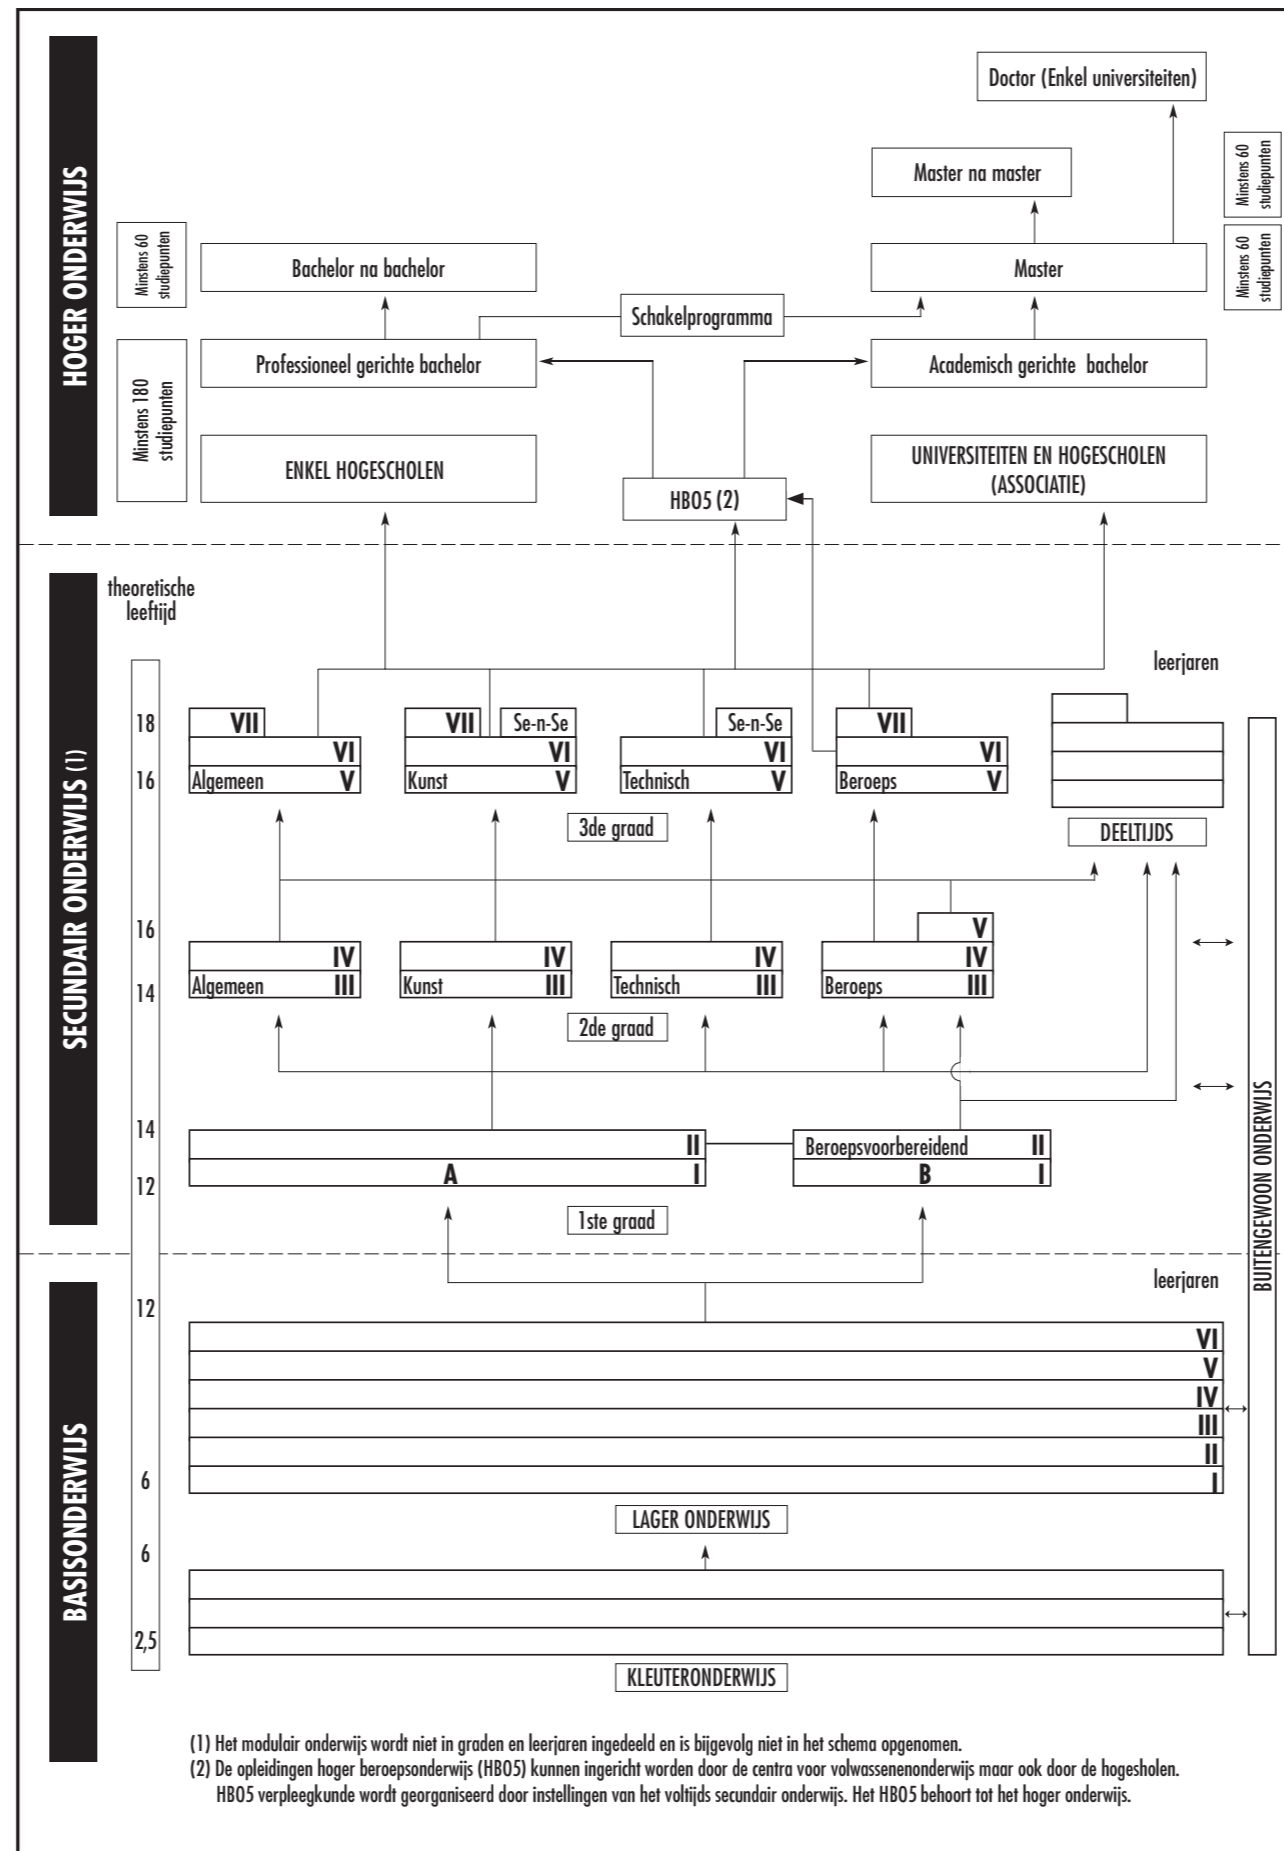 HOGER ONDERWIJS
Doctor (Enkel universiteiten)
Minstens 60
studiepunten
Master na master
Minstens 60
studiepunten
Bachelor na bachelor
Master
Minstens 60
studiepunten
Schakelprogramma
Minstens 180
studiepunten
Professioneel gerichte bachelor
Academisch gerichte bachelor
ENKEL HOGESCHOLEN
HBO5 (2)
UNIVERSITEITEN EN HOGESCHOLEN
(ASSOCIATIE)
SECUNDAIR ONDERWIJS (1)
theoretische
leeftijd
leerjaren
18
VII
VII
Se-n-Se
Se-n-Se
VII
VI
VI
VI
VI
16
Algemeen V
Kunst V
Technisch V
Beroeps V
3de graad
DEELTIJDS
16
V
IV
IV
IV
IV
14
Algemeen III
Kunst III
Technisch III
Beroeps III
2de graad
14
II
Beroepsvoorbereidend II
12
A I
B I
1ste graad
BUITENGEWOON ONDERWIJS
BASISONDERWIJS
leerjaren
12
VI
V
IV
III
II
6
I
LAGER ONDERWIJS
6
2,5
KLEUTERONDERWIJS
(1) Het modulair onderwijs wordt niet in graden en leerjaren ingedeeld en is bijgevolg niet in het schema opgenomen.
(2) De opleidingen hoger beroepsonderwijs (HBO5) kunnen ingericht worden door de centra voor volwassenenonderwijs maar ook door de hogesholen.
HBO5 verpleegkunde wordt georganiseerd door instellingen van het voltijds secundair onderwijs. Het HBO5 behoort tot het hoger onderwijs.